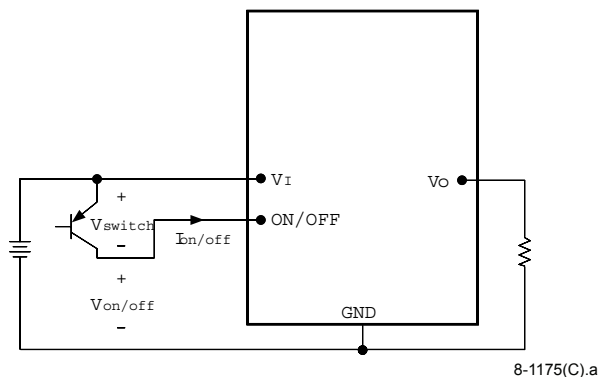 VI
VO
+
Vswitch
−
ON/OFF
Ion/off
+
Von/off
−
GND
8-1175(C).a